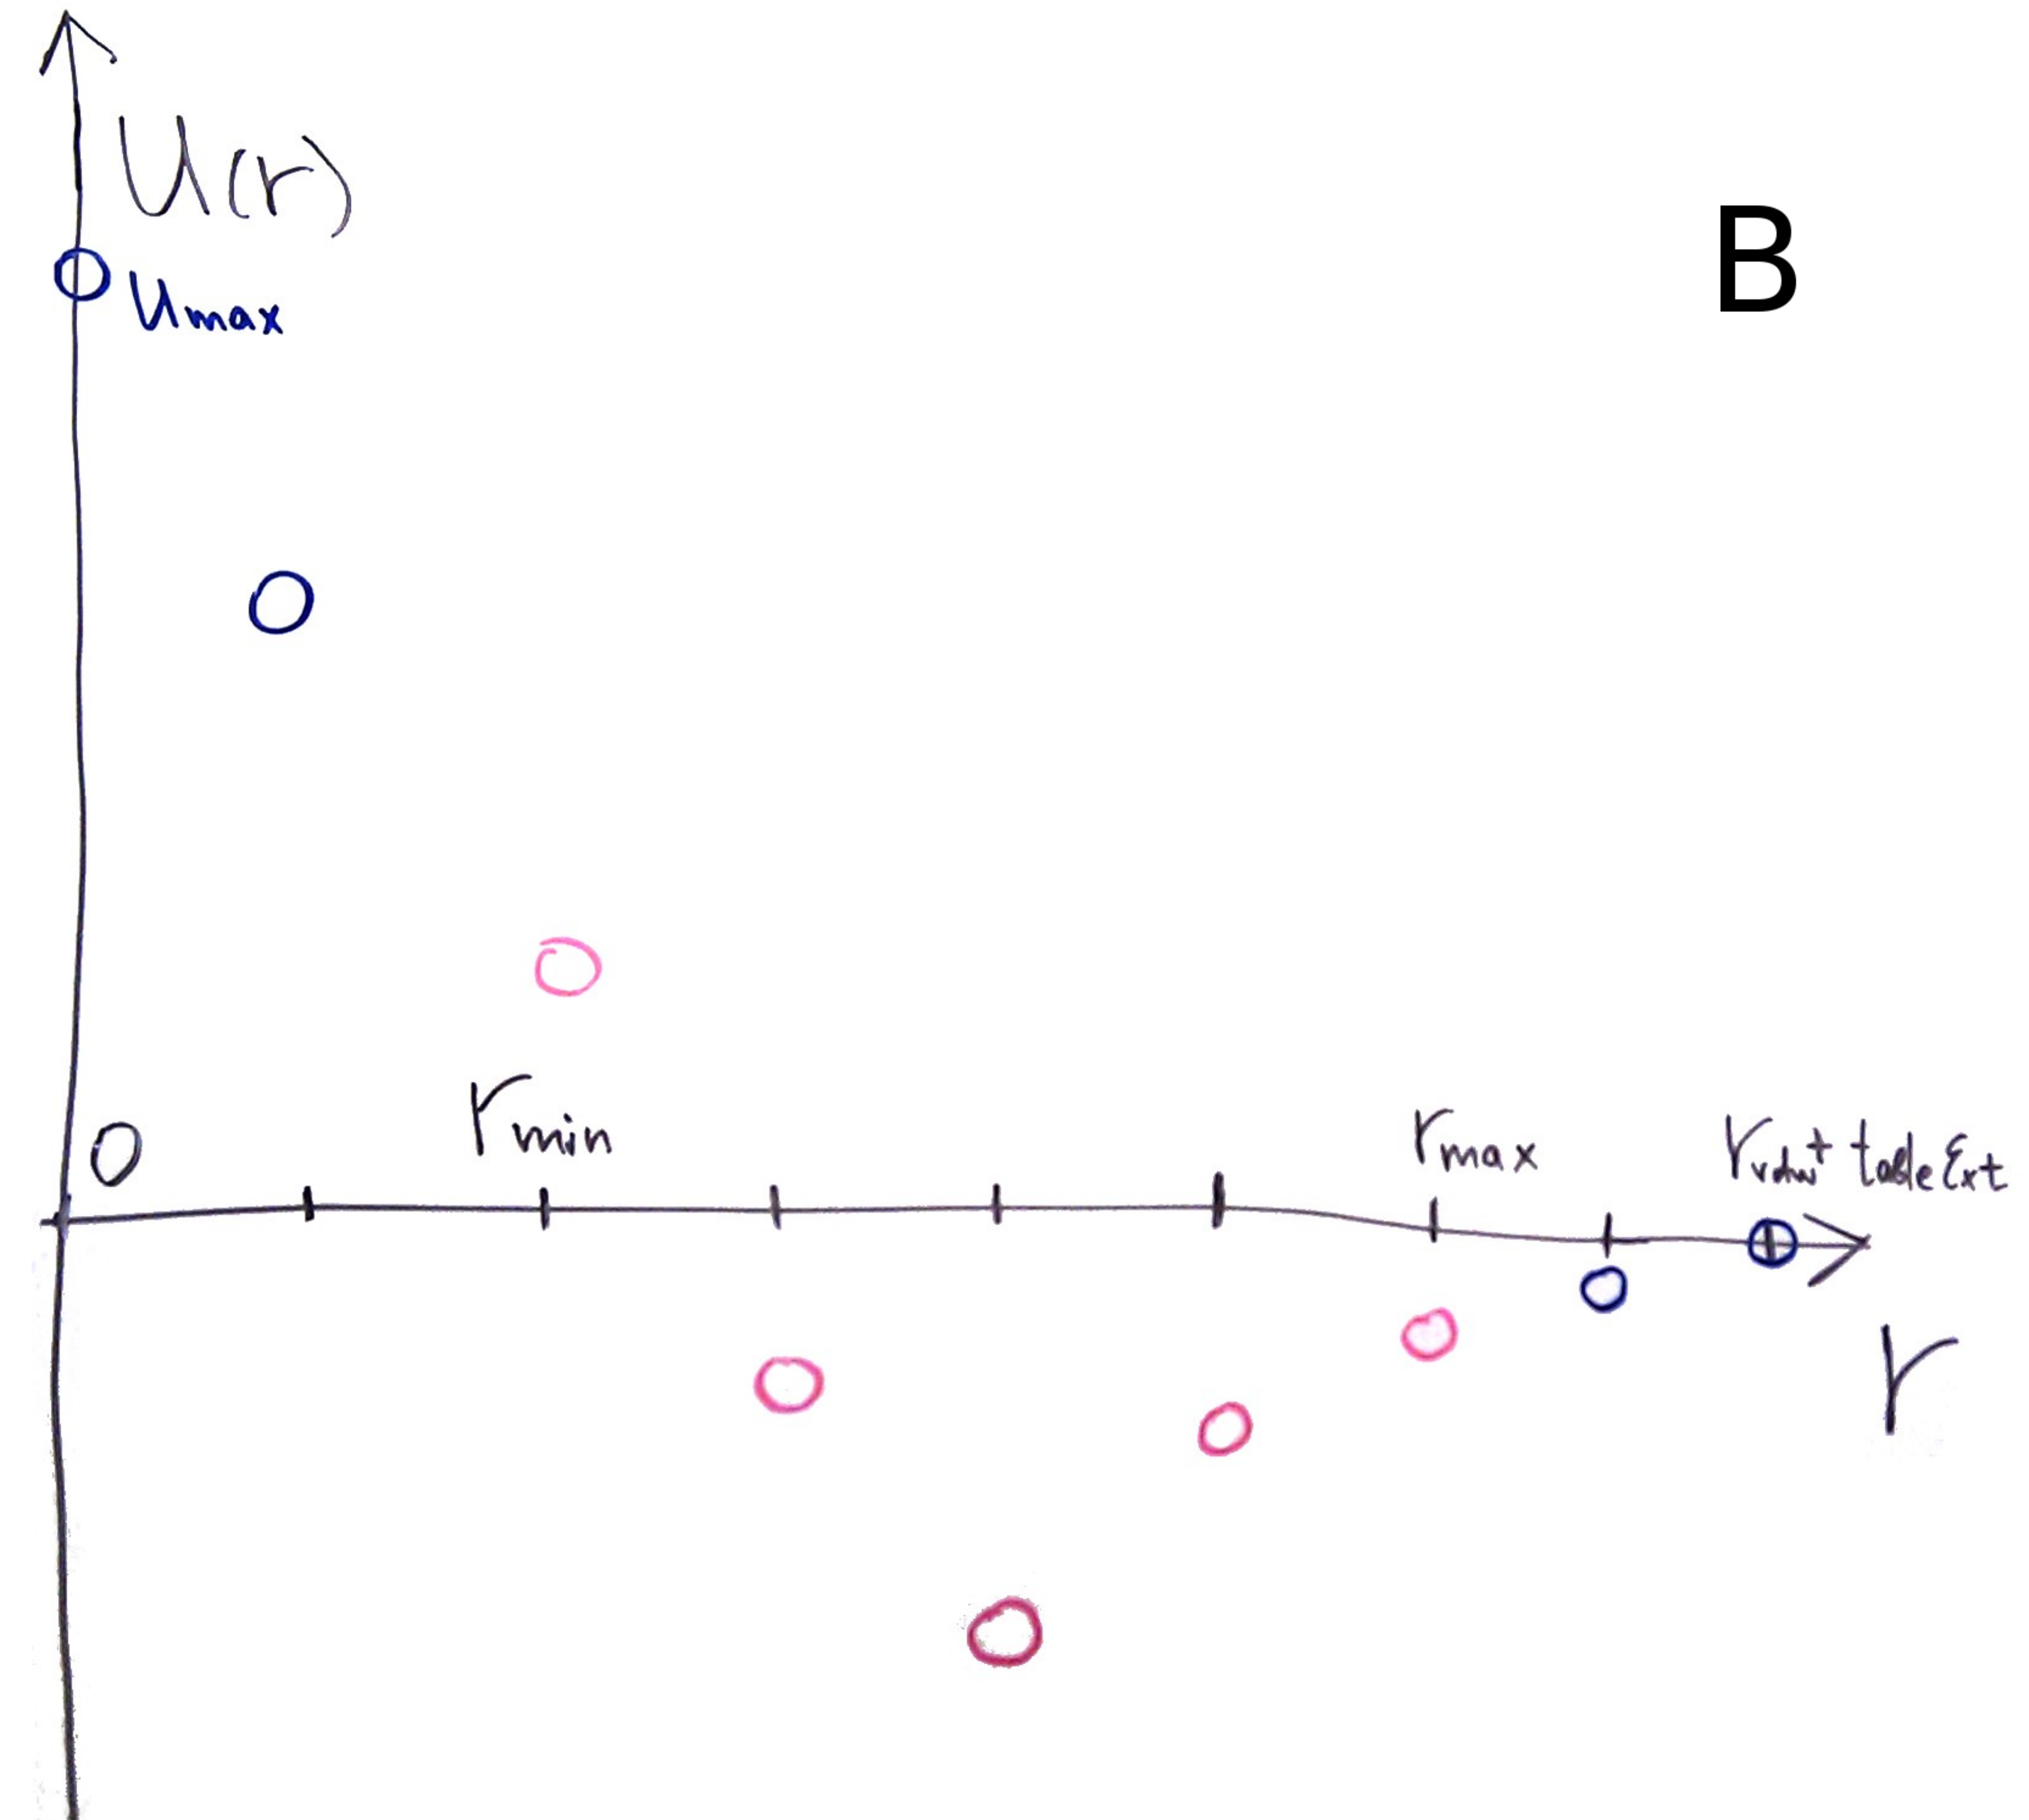 U(r)
B
Umax
0
rmin
rmax
rvdw + tableExt
r